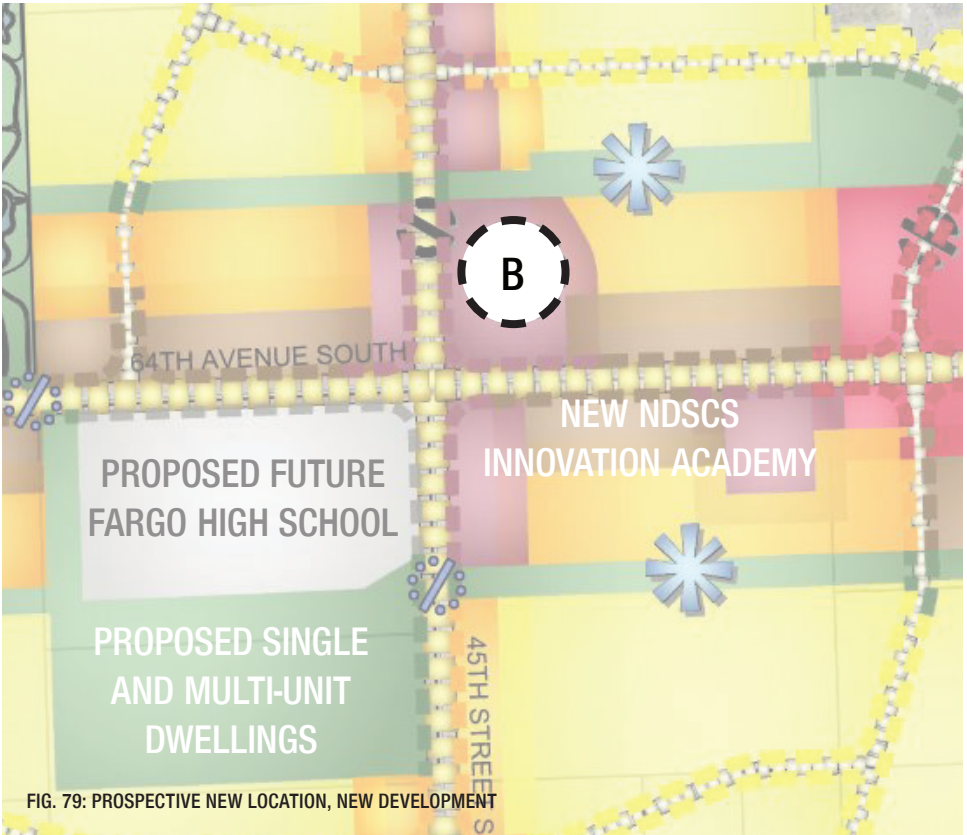 B
64TH AVENUE SOUTH
NEW NDSCS
INNOVATION ACADEMY
PROPOSED FUTURE
FARGO HIGH SCHOOL
PROPOSED SINGLE
AND MULTI-UNIT
DWELLINGS
45TH STREET S
FIG. 79: PROSPECTIVE NEW LOCATION, NEW DEVELOPMENT